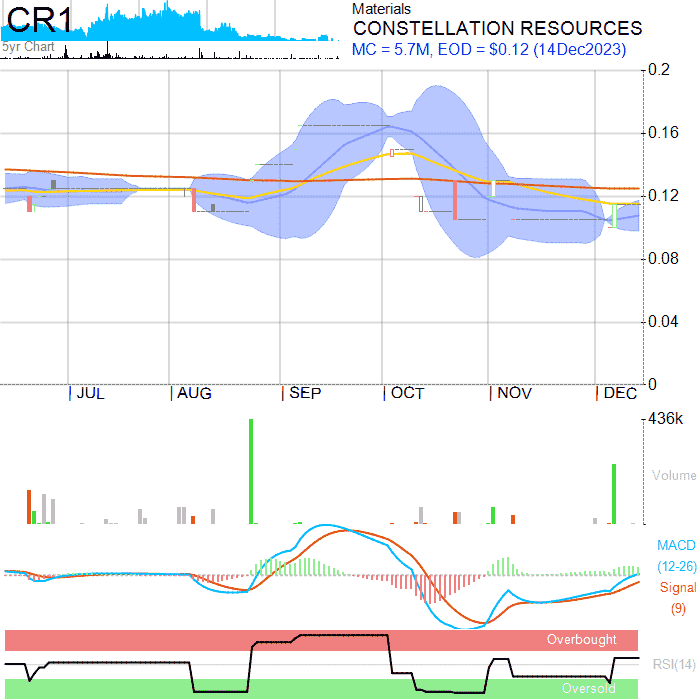 CR1
5yr Chart
Materials
CONSTELLATION RESOURCES
MC = 5.7M, EOD = $0.12 (14Dec2023)
0.2
0.16
0.12
0.08
0.04
0
JUL AUG SEP OCT NOV DEC
436k
Volume
MACD
(12-26)
Signal
(9)
Overbought
RSI(14)
Oversold